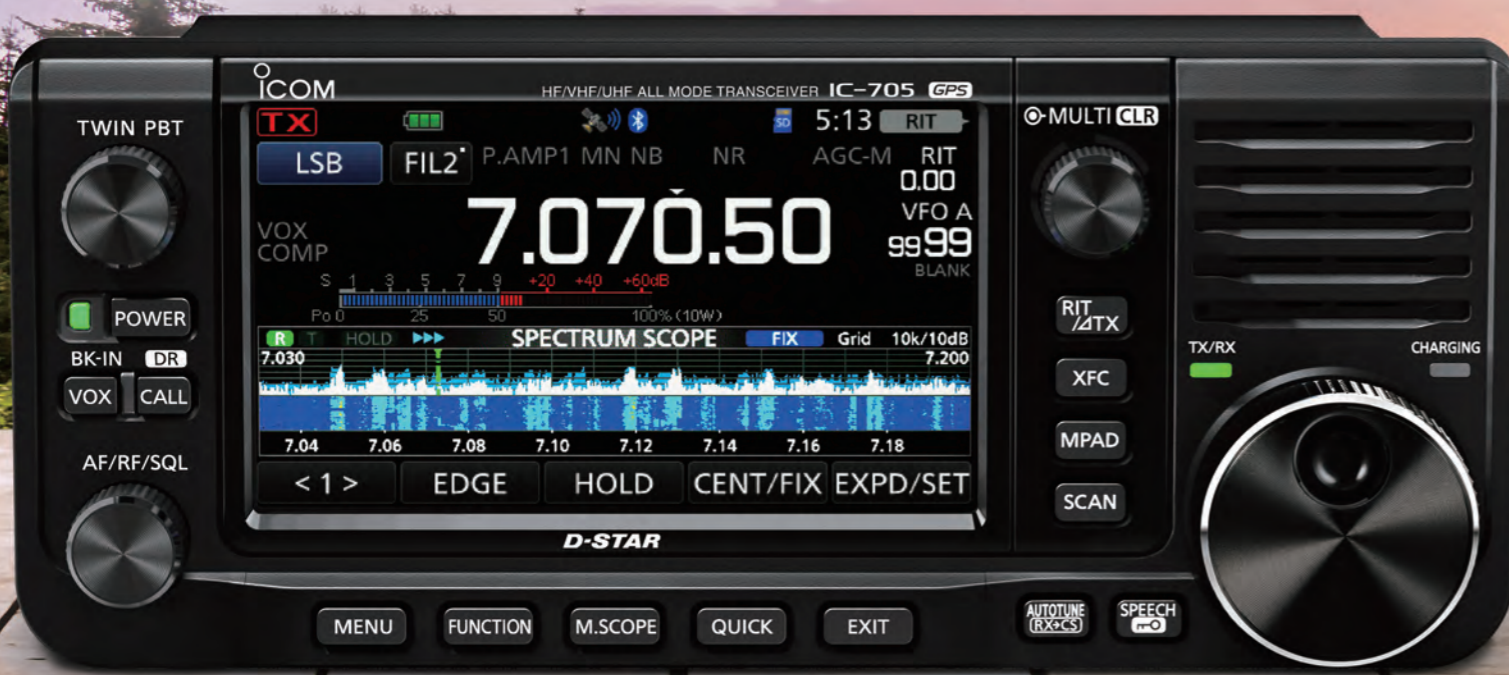 ICOM
HF/VHF/UHF ALL MODE TRANSCEIVER IC-705 GPS
TWIN PBT
POWER
BK-IN DR
VOX CALL
AF/RF/SQL
TX SD 5:13 RIT
LSB FIL2 P.AMP1 MN NB NR AGC-M RIT
0.00
7.070.50
VFO A
VOX
COMP
9999
BLANK
S 1 3 5 7 9 +20 +40 +60dB
Po 0 25 50 100% (10W)
R T HOLD SPECTRUM SCOPE FIX Grid 10k/10dB
7.030 7.200
7.04 7.06 7.08 7.10 7.12 7.14 7.16 7.18
< 1 > EDGE HOLD CENT/FIX EXPD/SET
D-STAR
MENU FUNCTION M.SCOPE QUICK EXIT
MULTI CLR
RIT
/⊿TX
XFC
MPAD
SCAN
TX/RX CHARGING
AUTOTUNE
(RX→CS)
SPEECH